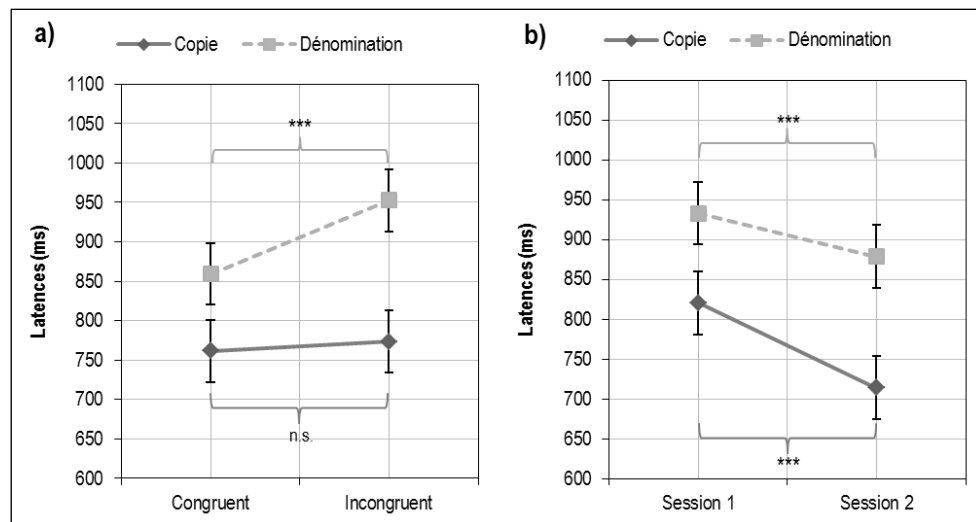 a)
Copie
Dénomination
1100
1050
1000
950
900
850
800
750
700
650
600
Latences (ms)
***
n.s.
Congruent
Incongruent
b)
Copie
Dénomination
1100
1050
1000
950
900
850
800
750
700
650
600
Latences (ms)
***
***
Session 1
Session 2